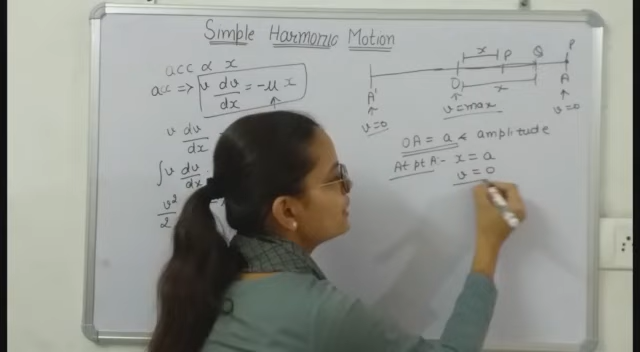 Simple Harmonic Motion
acc α x
acc => v dv/dx = -μ x
v dv/dx
∫ v dv/dx
v²/2
x P Q P
O A
x
A'
v=0
v=max
v=0
OA = a amplitude
At pt A:- x = a
v = 0